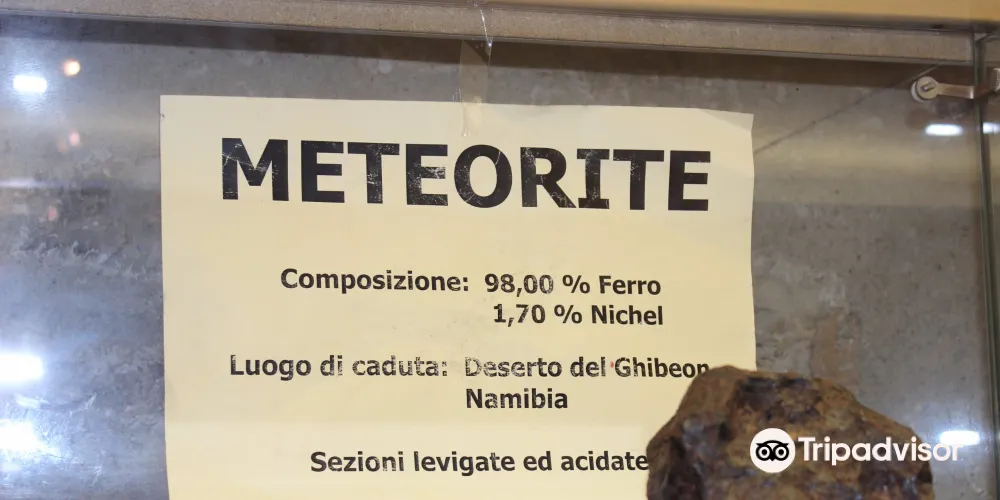 METEORITE
Composizione: 98,00 % Ferro
1,70 % Nichel
Luogo di caduta: Deserto del Ghibeon
Namibia
Sezioni levigate ed acidate
Tripadvisor